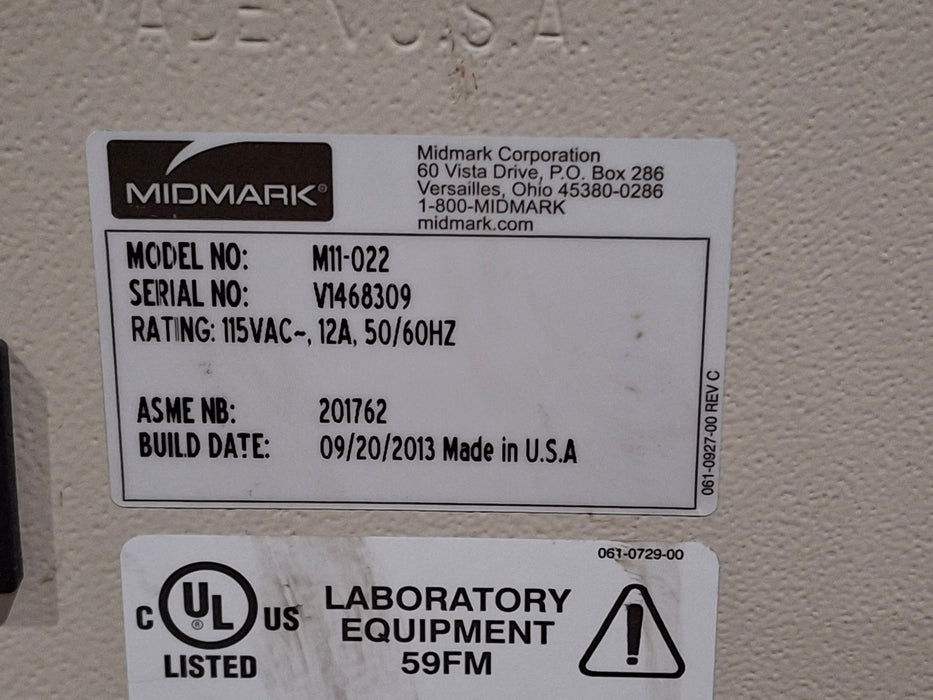 U.S.A.
MIDMARK®
Midmark Corporation
60 Vista Drive, P.O. Box 286
Versailles, Ohio 45380-0286
1-800-MIDMARK
midmark.com
MODEL NO: M11-022
SERIAL NO: V1468309
RATING: 115VAC~, 12A, 50/60HZ
ASME NB: 201762
BUILD DATE: 09/20/2013 Made in U.S.A
061-0927-00 REV C
061-0729-00
C UL® US
LISTED
LABORATORY
EQUIPMENT
59FM
!